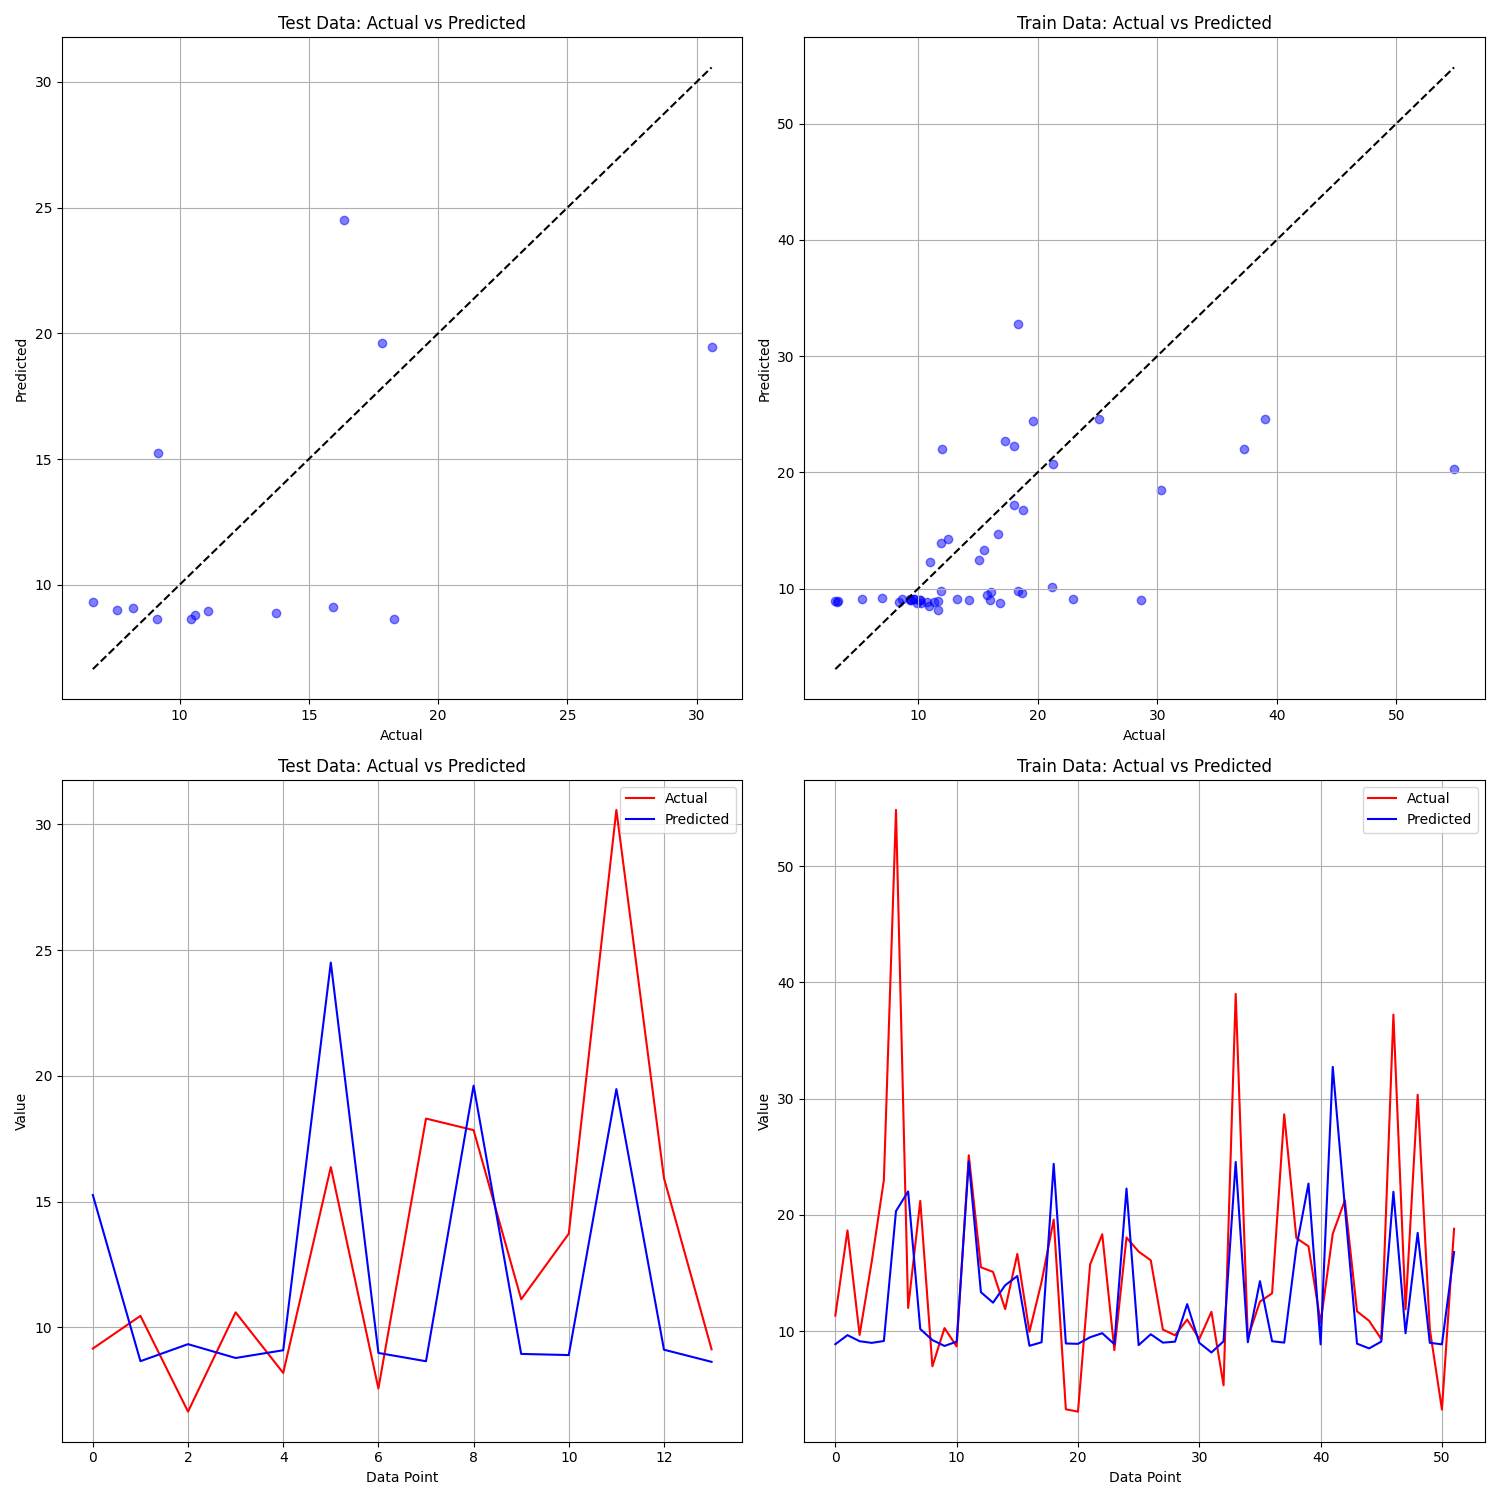 Test Data: Actual vs Predicted
30
25
20
15
10
Predicted
10 15 20 25 30
Actual
Train Data: Actual vs Predicted
50
40
30
20
10
Predicted
10 20 30 40 50
Actual
Test Data: Actual vs Predicted
Actual
Predicted
30
25
20
15
10
Value
0 2 4 6 8 10 12
Data Point
Train Data: Actual vs Predicted
Actual
Predicted
50
40
30
20
10
Value
0 10 20 30 40 50
Data Point